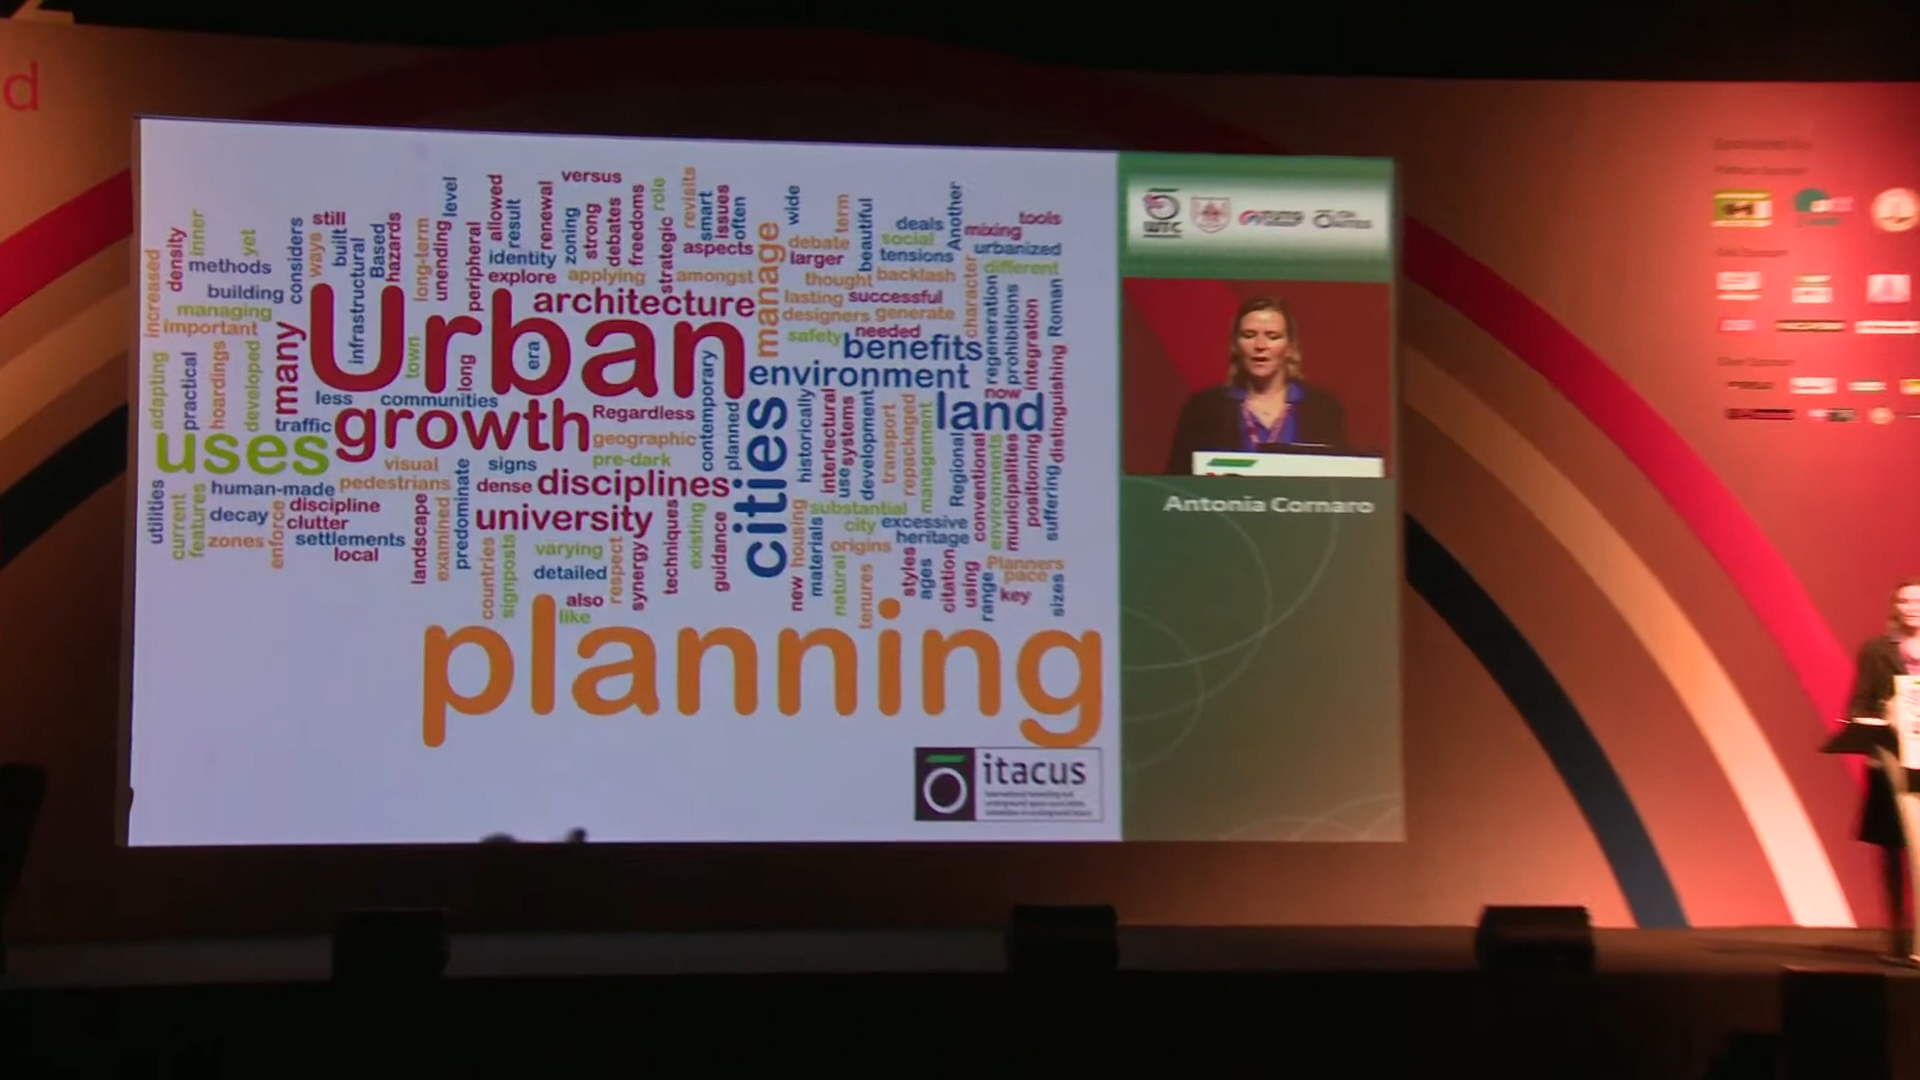 d
versus
level
allowed
result
renewal
zoning
strong
debates
freedoms
role
strategic
revisits
smart
issues
often
wide
term
beautiful
deals
Another
tools
mixing
social
tensions
urbanized
different
inner
density
increased
yet
methods
considers
still
ways
built
Based
hazards
infrastructural
long-term
unending
peripheral
identity
explore
applying
aspects
amongst
manage
debate
larger
thought
backlash
character
building
managing
important
many
Urban
era
architecture
lasting
successful
designers
generate
safety
needed
benefits
environment
regeneration
prohibitions
integration
Roman
adapting
practical
hoardings
developed
town
long
less
communities
traffic
growth
Regardless
geographic
contemporary
planned
cities
historically
systems
use
development
transport
repackaged
management
land
now
distinguishing
uses
visual
signs
pre-dark
human-made
pedestrians
dense
disciplines
utilities
current
features
decay
discipline
clutter
zones
enforce
settlements
local
landscape
examined
predominate
university
existing
techniques
guidance
housing
new
materials
substantial
city
excessive
heritage
origins
Regional
conventional
environments
municipalities
positioning
suffering
countries
signposts
varying
detailed
also
like
respect
synergy
natural
tenures
styles
ages
citation,
using
range
Planners
pace
key
sizes
planning
itacus
WTC
Antonia Cornaro